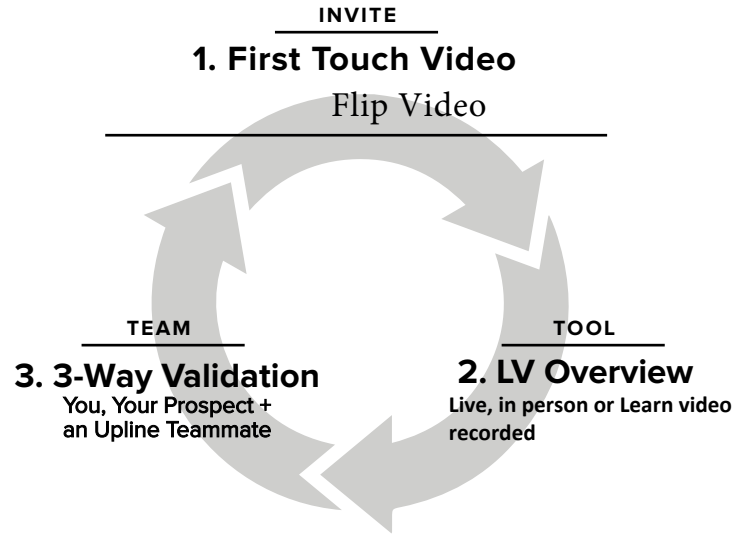 INVITE
1. First Touch Video
Flip Video
TEAM
3. 3-Way Validation
You, Your Prospect +
an Upline Teammate
TOOL
2. LV Overview
Live, in person or Learn video
recorded